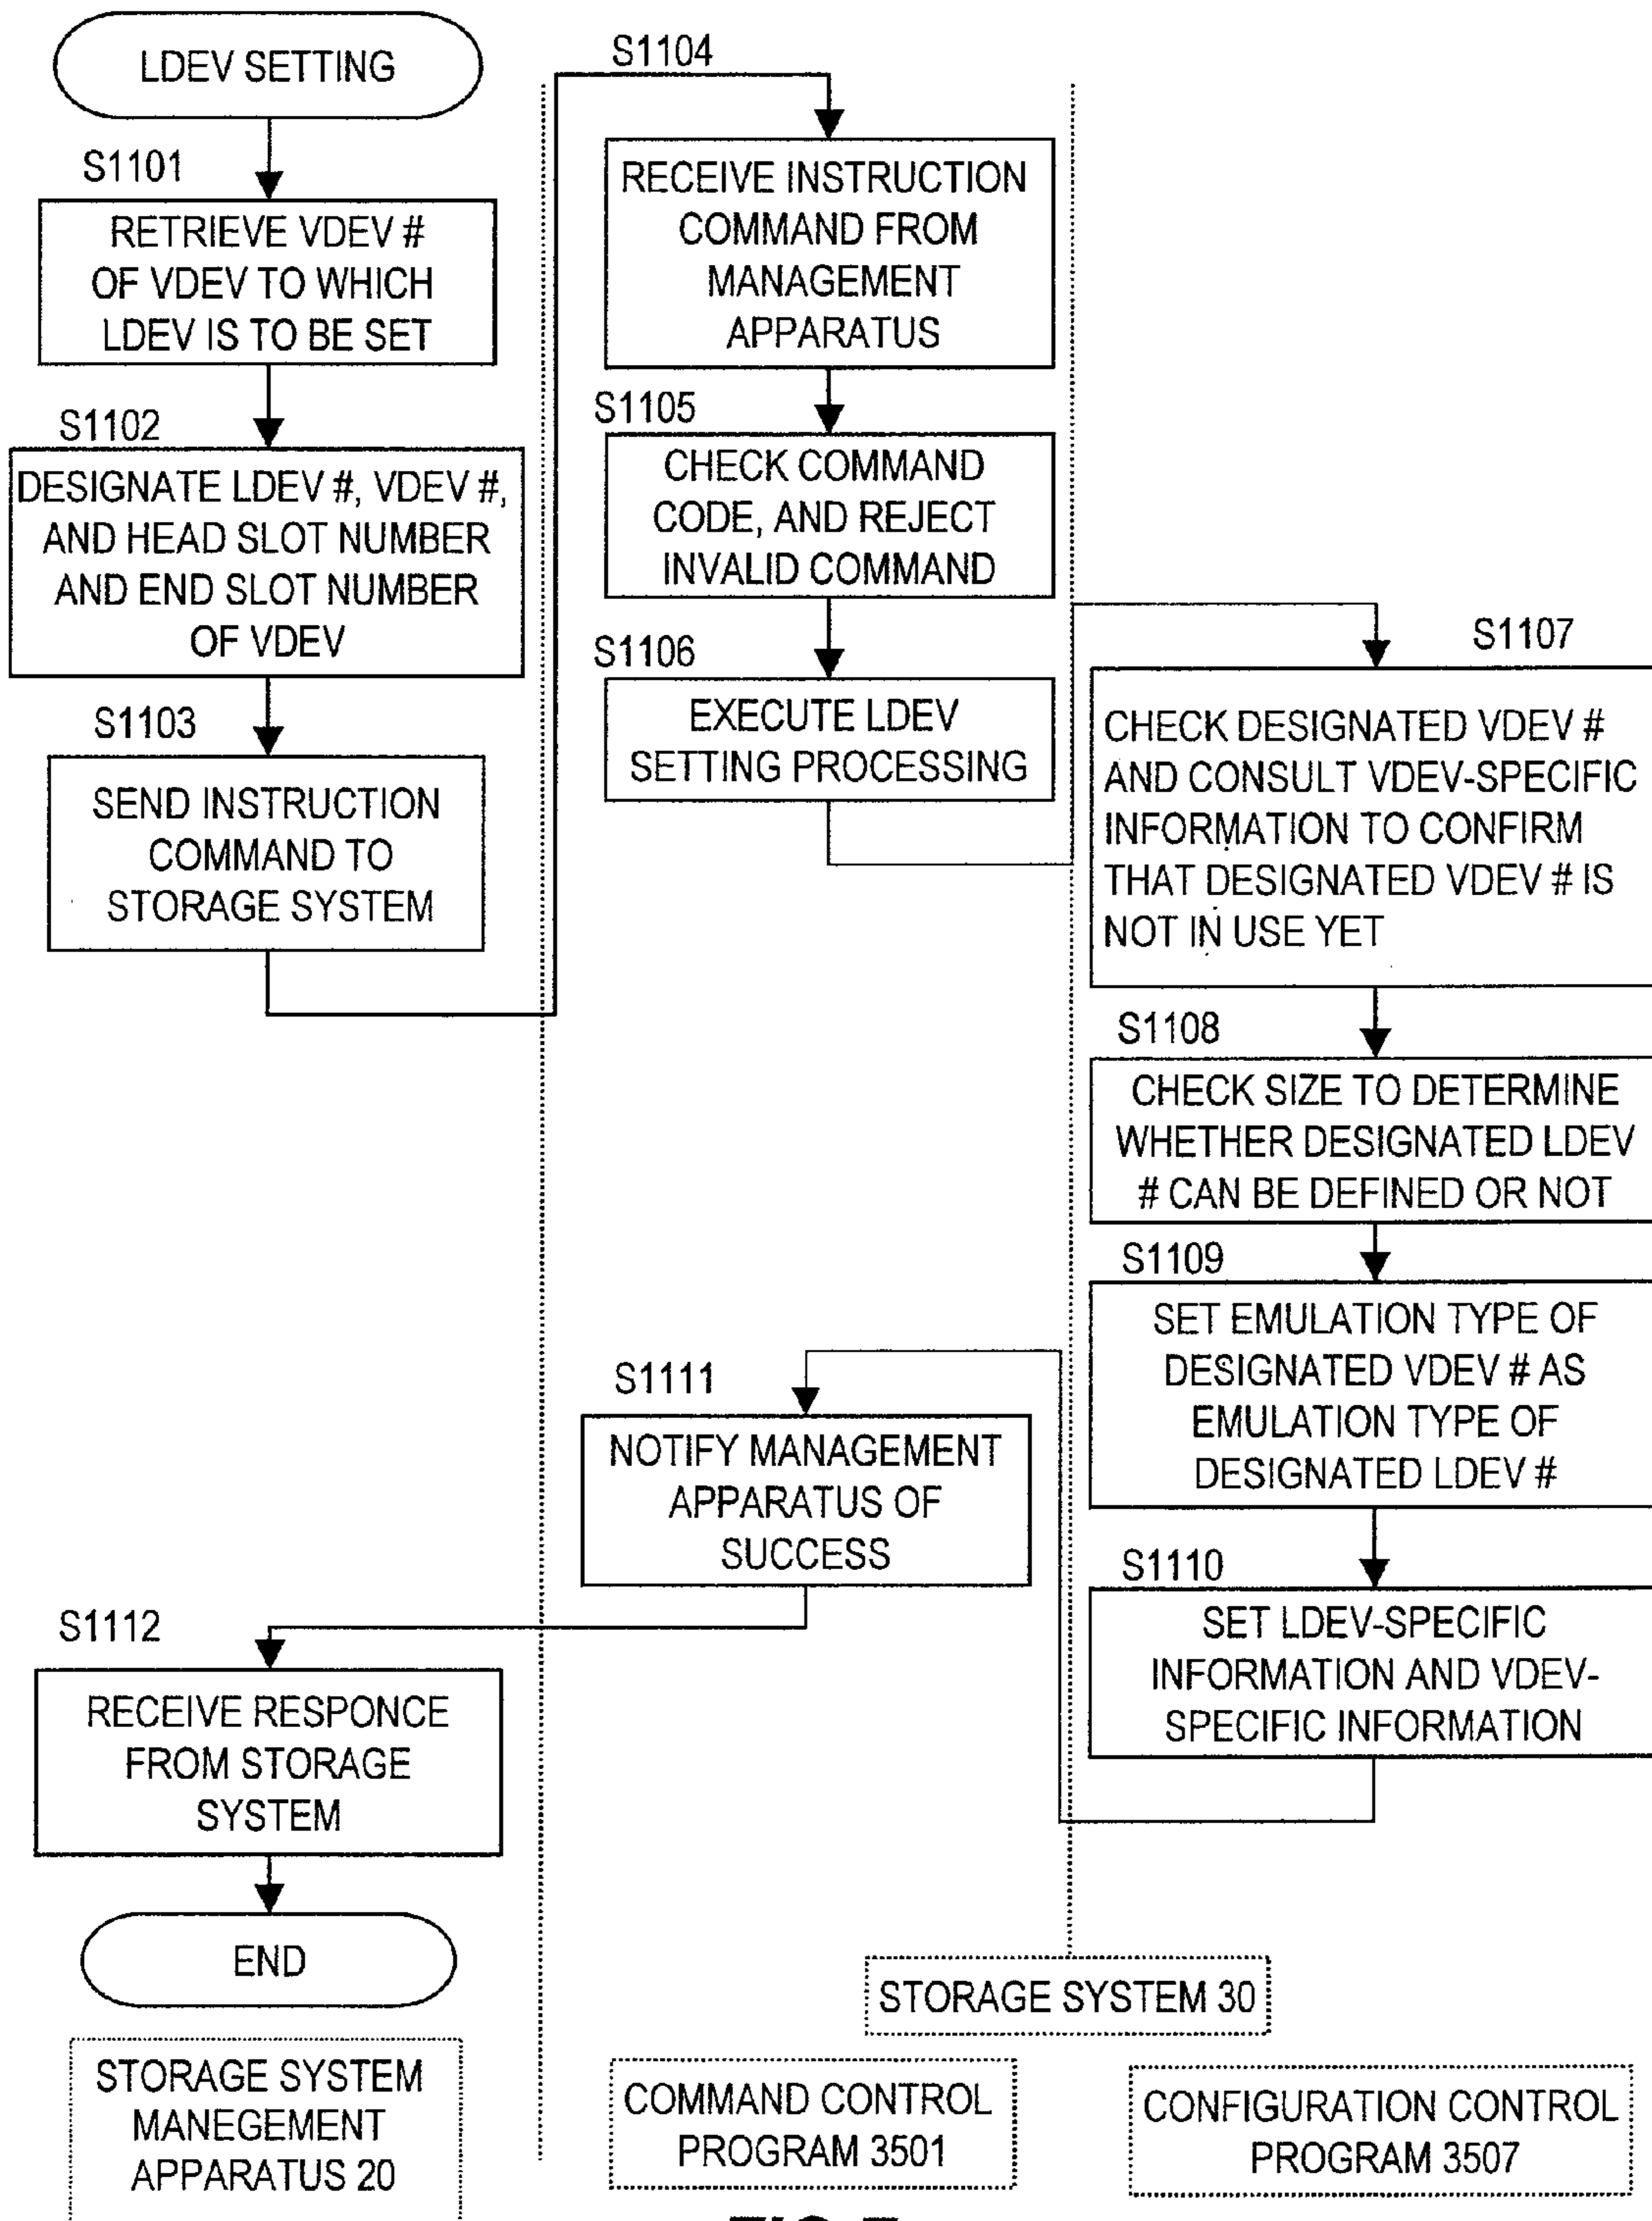 LDEV SETTING
S1101
RETRIEVE VDEV #
OF VDEV TO WHICH
LDEV IS TO BE SET
S1102
DESIGNATE LDEV #, VDEV #,
AND HEAD SLOT NUMBER
AND END SLOT NUMBER
OF VDEV
S1103
SEND INSTRUCTION
COMMAND TO
STORAGE SYSTEM
S1104
RECEIVE INSTRUCTION
COMMAND FROM
MANAGEMENT
APPARATUS
S1105
CHECK COMMAND
CODE, AND REJECT
INVALID COMMAND
S1106
EXECUTE LDEV
SETTING PROCESSING
S1107
CHECK DESIGNATED VDEV #
AND CONSULT VDEV-SPECIFIC
INFORMATION TO CONFIRM
THAT DESIGNATED VDEV # IS
NOT IN USE YET
S1108
CHECK SIZE TO DETERMINE
WHETHER DESIGNATED LDEV
# CAN BE DEFINED OR NOT
S1109
SET EMULATION TYPE OF
DESIGNATED VDEV # AS
EMULATION TYPE OF
DESIGNATED LDEV #
S1110
SET LDEV-SPECIFIC
INFORMATION AND VDEV-
SPECIFIC INFORMATION
S1111
NOTIFY MANAGEMENT
APPARATUS OF
SUCCESS
S1112
RECEIVE RESPONCE
FROM STORAGE
SYSTEM
END
STORAGE SYSTEM 30
STORAGE SYSTEM
MANEGEMENT
APPARATUS 20
COMMAND CONTROL
PROGRAM 3501
CONFIGURATION CONTROL
PROGRAM 3507